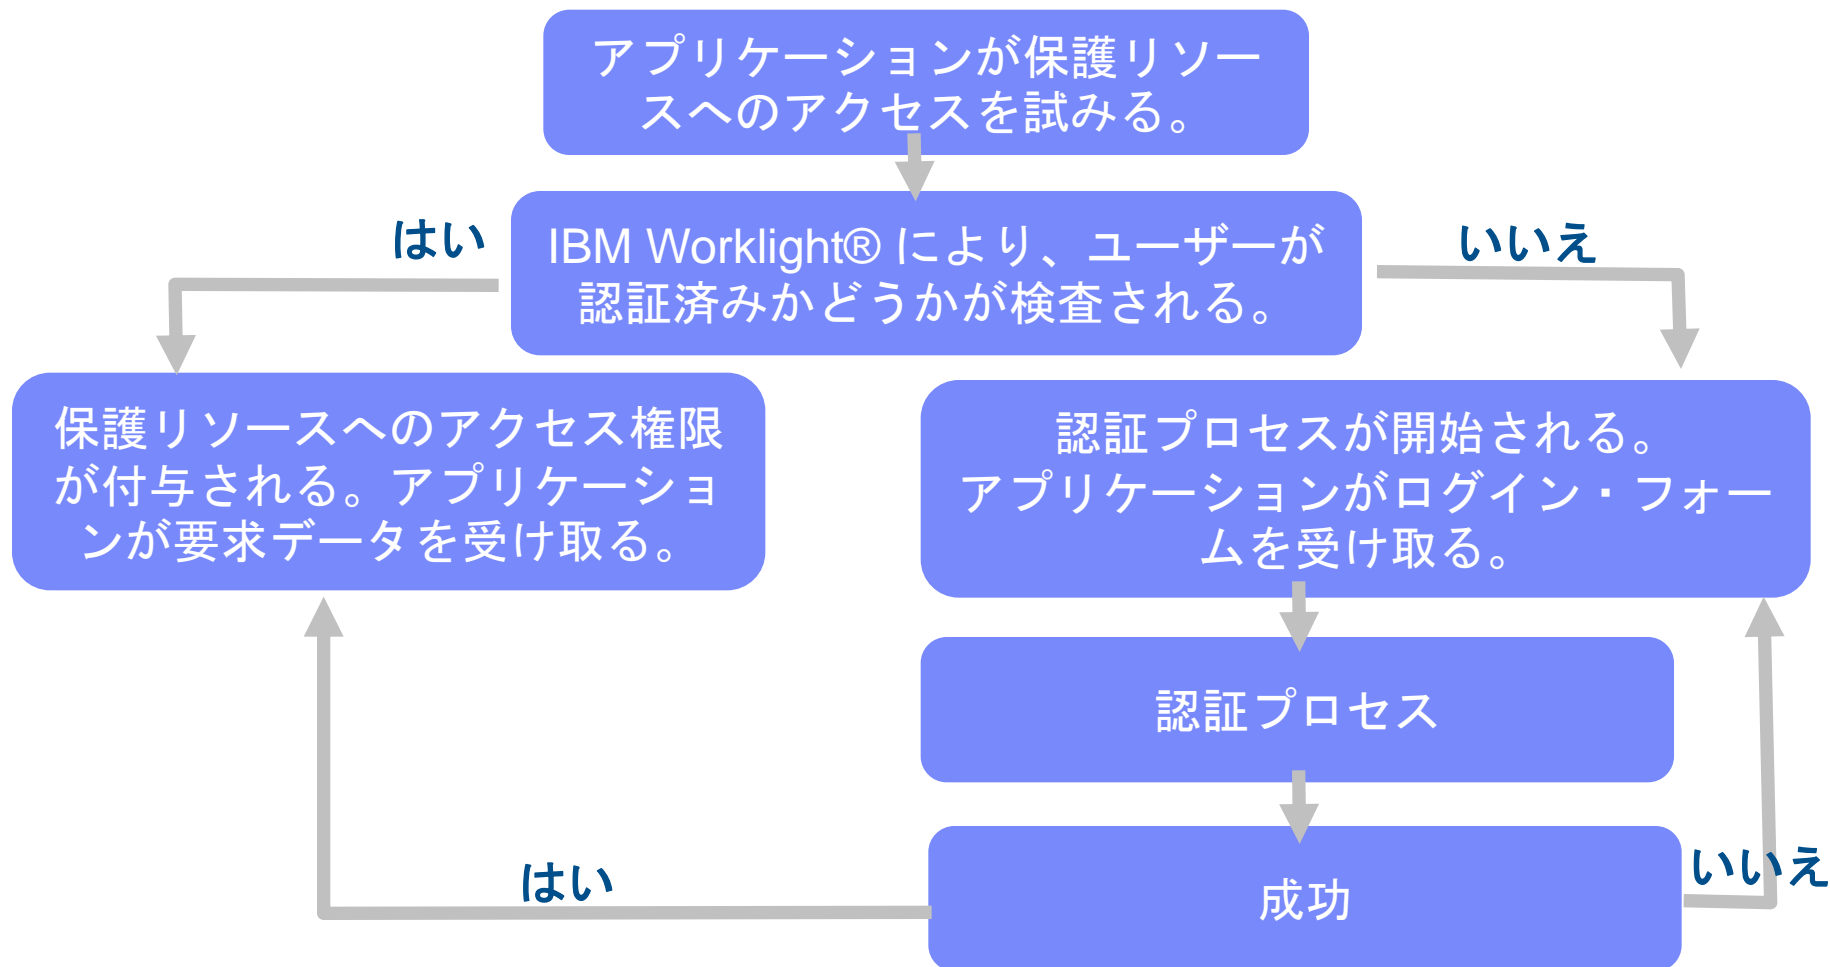 アプリケーションが保護リソー
スへのアクセスを試みる。
はい
IBM Worklight® により、ユーザーが
認証済みかどうかが検査される。
いいえ
保護リソースへのアクセス権限
が付与される。アプリケーショ
ンが要求データを受け取る。
認証プロセスが開始される。
アプリケーションがログイン・フォー
ムを受け取る。
認証プロセス
はい
成功
いいえ